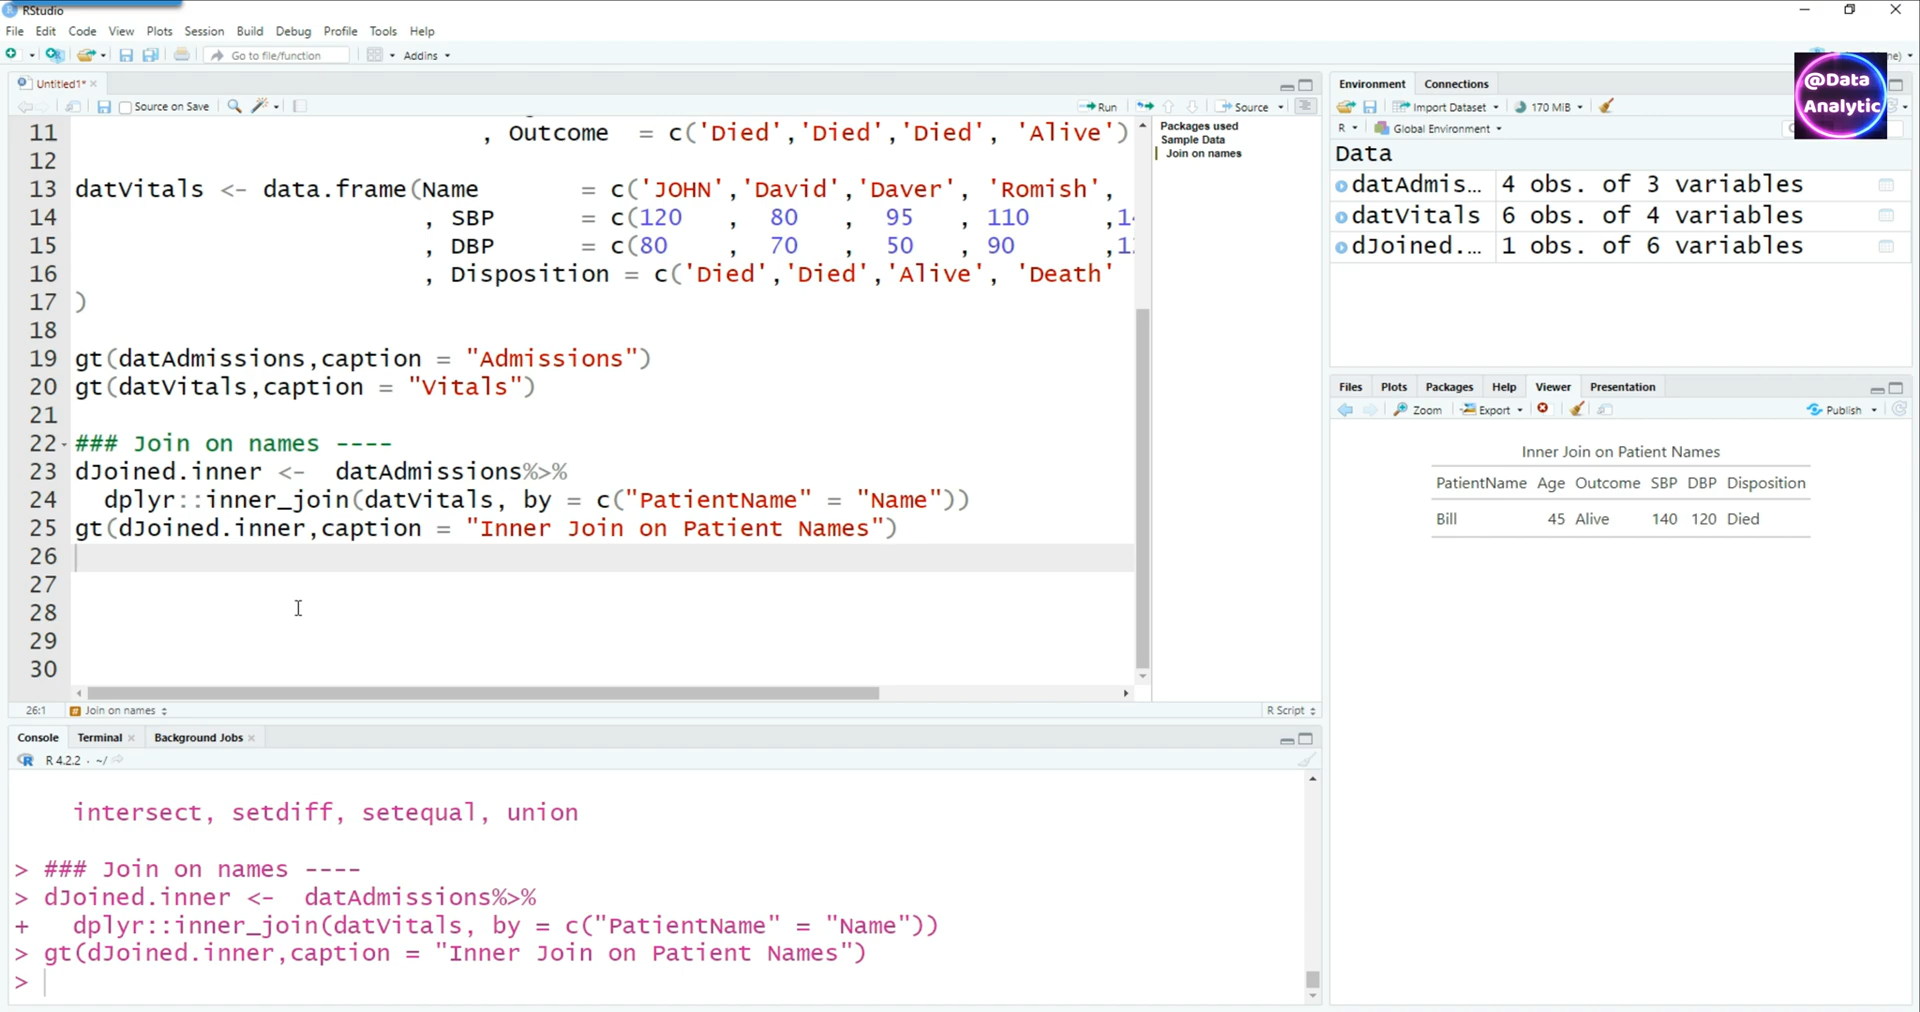 RStudio
File Edit Code View Plots Session Build Debug Profile Tools Help
Go to file/function Addins
Untitled1*
Source on Save Run Source
11 , Outcome = c('Died','Died','Died', 'Alive')
12
13 datVitals <- data.frame(Name = c('JOHN','David','Daver', 'Romish',
14 , SBP = c(120 , 80 , 95 , 110 ,14
15 , DBP = c(80 , 70 , 50 , 90 ,1
16 , Disposition = c('Died','Died','Alive', 'Death'
17 )
18
19 gt(datAdmissions,caption = "Admissions")
20 gt(datVitals,caption = "Vitals")
21
22 ### Join on names ----
23 dJoined.inner <-  datAdmissions%>%
24 dplyr::inner_join(datVitals, by = c("PatientName" = "Name"))
25 gt(dJoined.inner,caption = "Inner Join on Patient Names")
26
27
28
29
30
26:1 Join on names R Script
Packages used
Sample Data
Join on names
Console Terminal Background Jobs
R 4.2.2 · ~/
intersect, setdiff, setequal, union
> ### Join on names ----
> dJoined.inner <-  datAdmissions%>%
+ dplyr::inner_join(datVitals, by = c("PatientName" = "Name"))
> gt(dJoined.inner,caption = "Inner Join on Patient Names")
>
Environment Connections
Import Dataset 170 MiB
R Global Environment
@Data
Analytic
Data
datAdmis... 4 obs. of 3 variables
datVitals 6 obs. of 4 variables
dJoined.... 1 obs. of 6 variables
Files Plots Packages Help Viewer Presentation
Zoom Export Publish
Inner Join on Patient Names
PatientName Age Outcome SBP DBP Disposition
Bill 45 Alive 140 120 Died